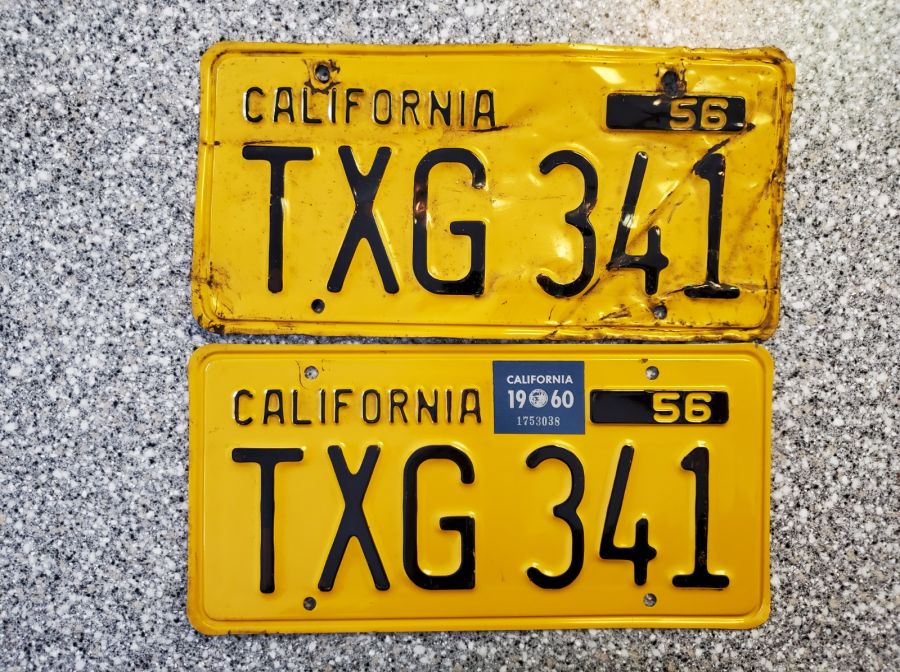 CALIFORNIA 56
TXG 341
CALIFORNIA 56
CALIFORNIA
19 60
1753038
TXG 341